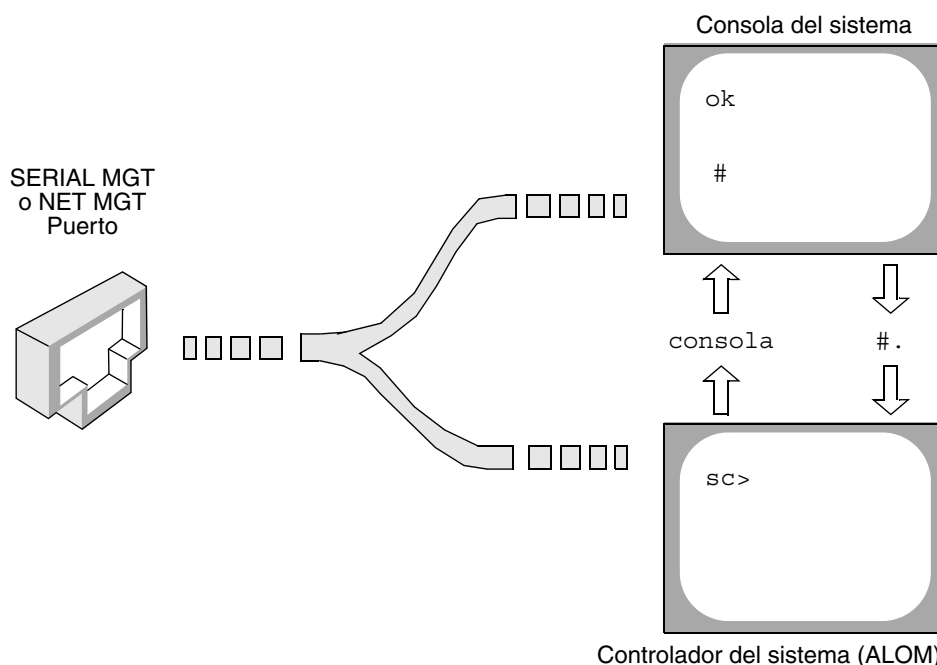 Consola del sistema
ok
#
SERIAL MGT
o NET MGT
Puerto
consola
#.
sc>
Controlador del sistema (ALOM)